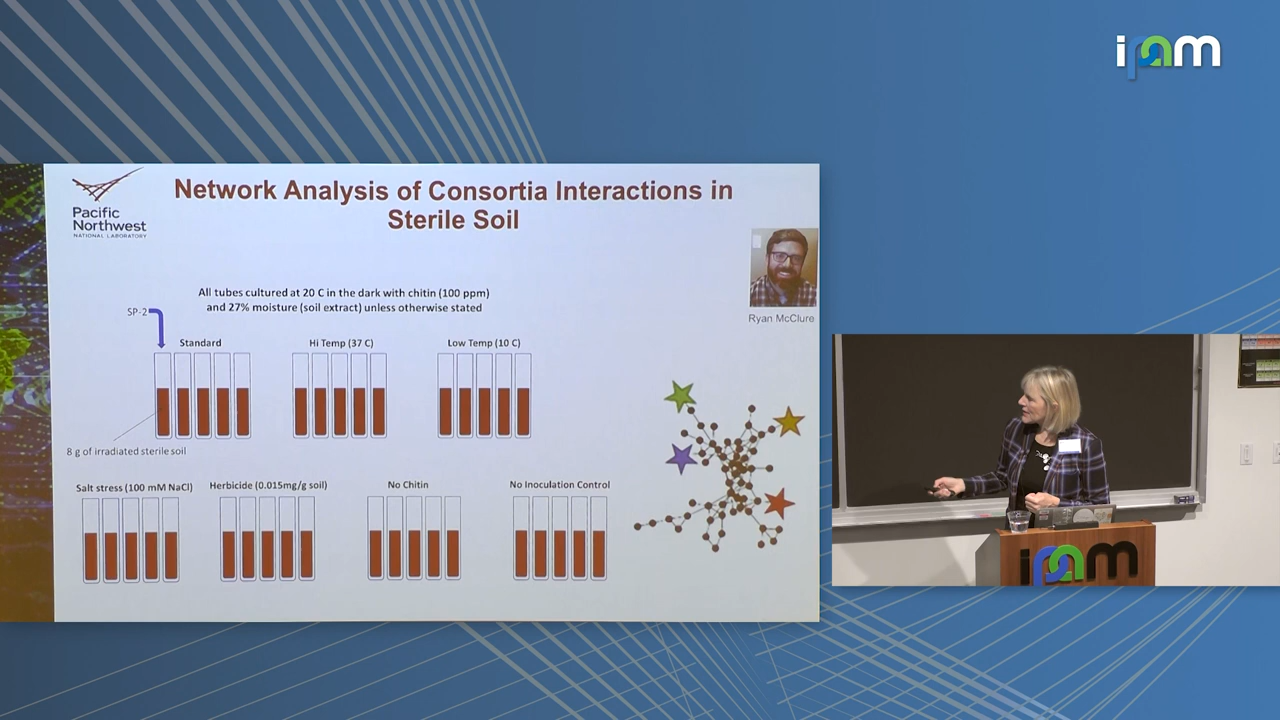 ipam
Pacific
Northwest
NATIONAL LABORATORY
Network Analysis of Consortia Interactions in
Sterile Soil
Ryan McClure
All tubes cultured at 20 C in the dark with chitin (100 ppm)
and 27% moisture (soil extract) unless otherwise stated
SP-2
Standard
Hi Temp (37 C)
Low Temp (10 C)
8 g of irradiated sterile soil
Salt stress (100 mM NaCl)
Herbicide (0.015mg/g soil)
No Chitin
No Inoculation Control
ipam